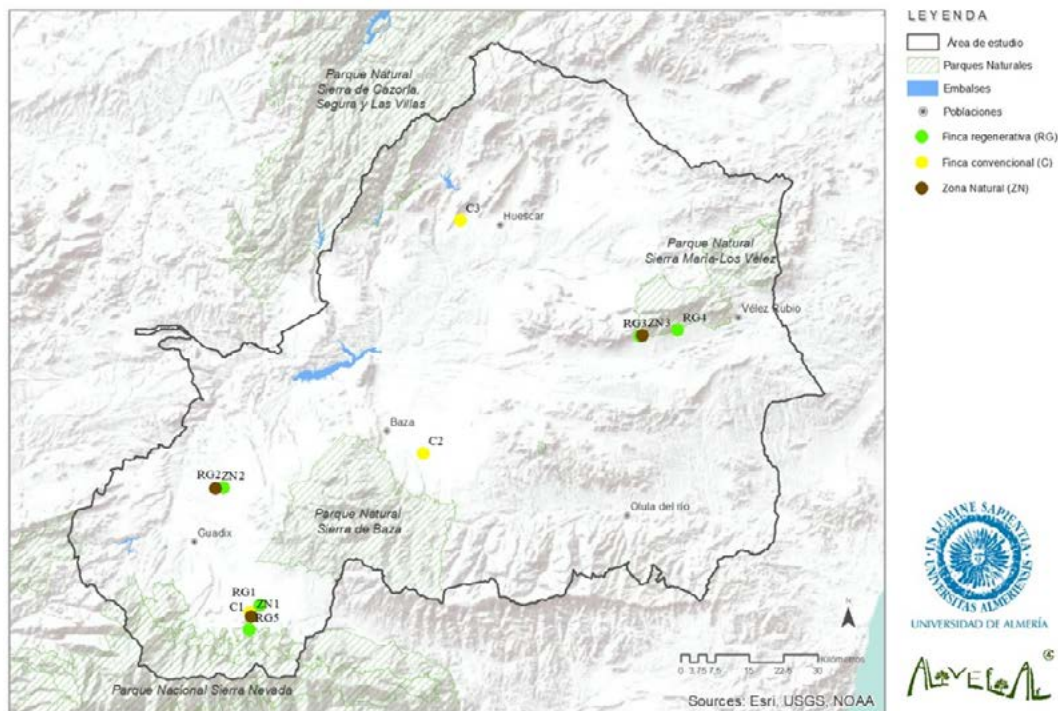 Parque Natural
Sierra de Cazorla,
Segura y Las Villas
C3
Huescar
Parque Natural
Sierra María-Los Vélez
Vélez Rubio
RG3ZN3
RG4
Baza
C2
RG2ZN2
Parque Natural
Sierra de Baza
Olula del río
Guadix
RG1
C1
ZN1
RG5
Parque Nacional Sierra Nevada
N
0 3,75 7,5 15 22,5 30
Kilómetros
Sources: Esri, USGS, NOAA
LEYENDA
Área de estudio
Parques Naturales
Embalses
Poblaciones
Finca regenerativa (RG)
Finca convencional (C)
Zona Natural (ZN)
IN LUMINE SAPIENTIA
UNIVERSITAS ALMERIENSIS
UNIVERSIDAD DE ALMERÍA
ALVELAL